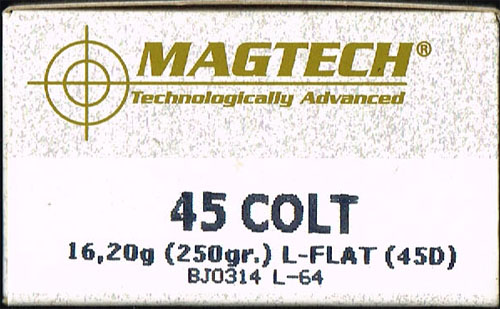 MAGTECH®
Technologically Advanced
45 COLT
16,20g (250gr.) L-FLAT (45D)
BJ0314 L-64